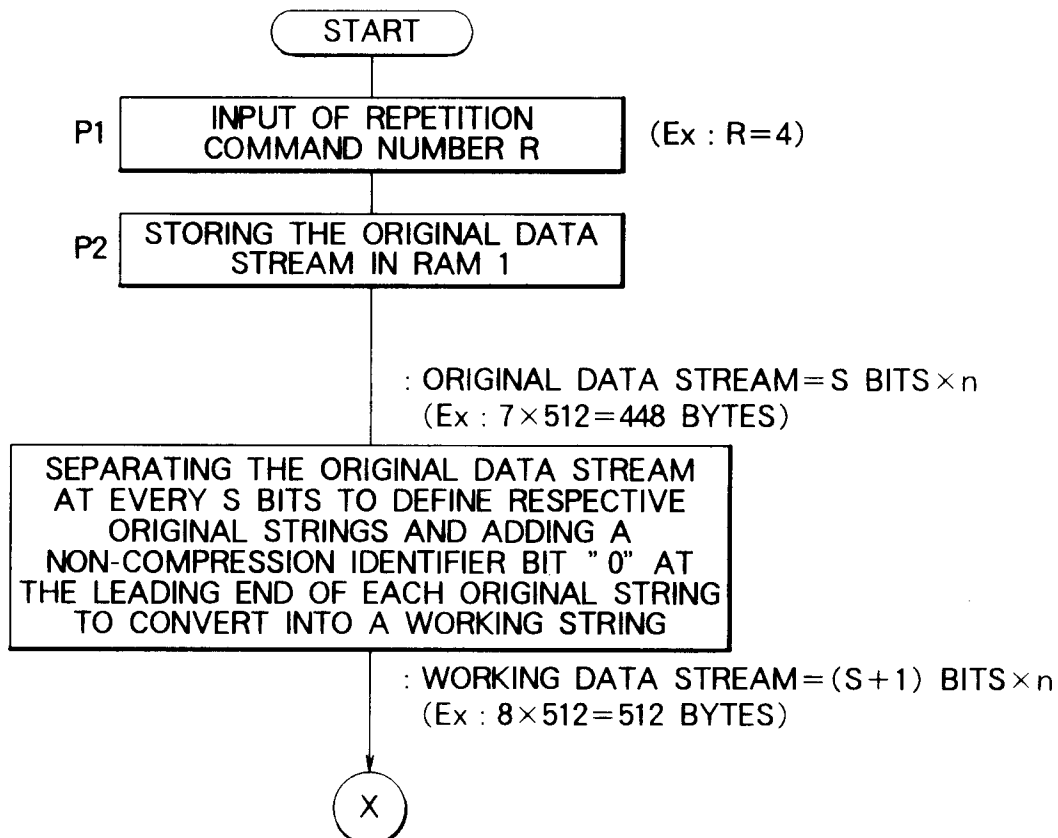 START
P1
INPUT OF REPETITION
COMMAND NUMBER R
(Ex : R=4)
P2
STORING THE ORIGINAL DATA
STREAM IN RAM 1
: ORIGINAL DATA STREAM=S BITS×n
(Ex : 7×512=448 BYTES)
SEPARATING THE ORIGINAL DATA STREAM
AT EVERY S BITS TO DEFINE RESPECTIVE
ORIGINAL STRINGS AND ADDING A
NON-COMPRESSION IDENTIFIER BIT "0" AT
THE LEADING END OF EACH ORIGINAL STRING
TO CONVERT INTO A WORKING STRING
: WORKING DATA STREAM=(S+1) BITS×n
(Ex : 8×512=512 BYTES)
X